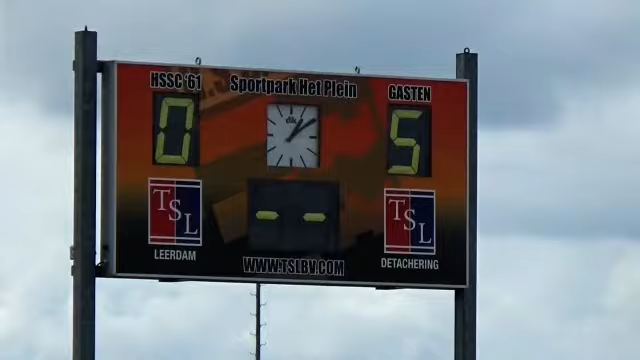 HSSC '61 Sportpark Het Plein GASTEN
0 5
TSL TSL
LEERDAM DETACHERING
WWW.TSLBV.COM